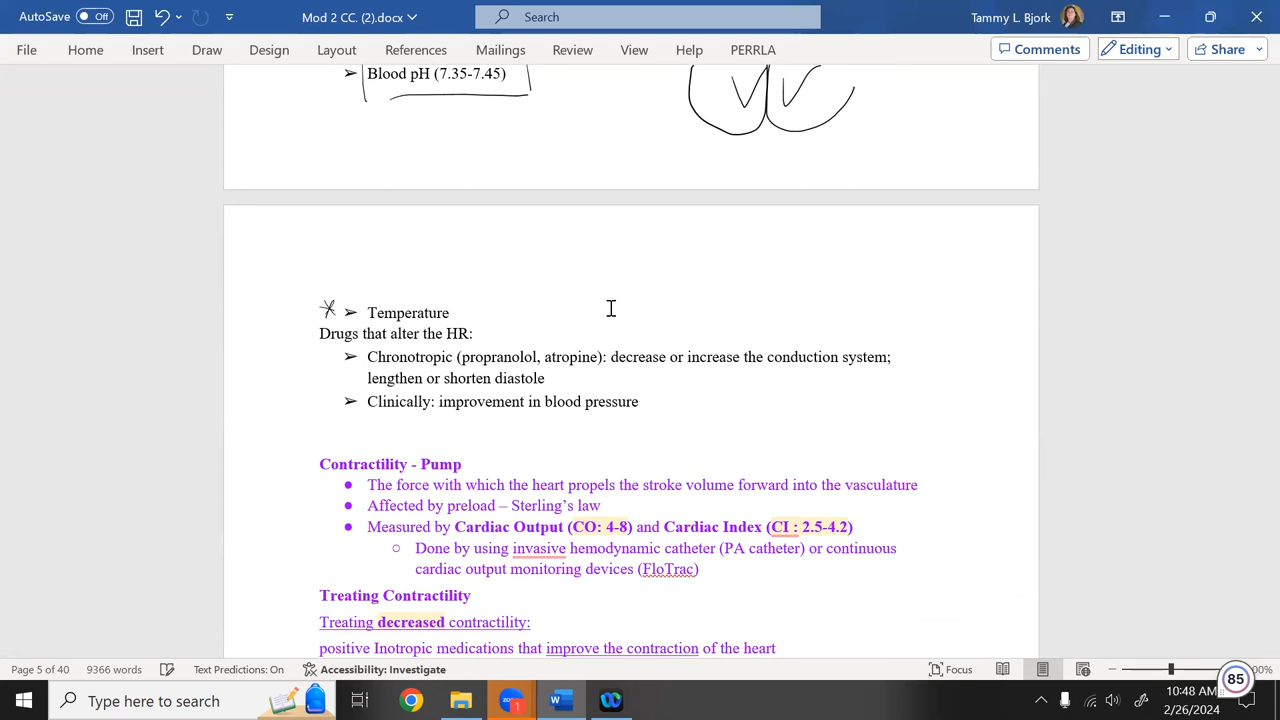 AutoSave Off Mod 2 CC. (2).docx Search Tammy L. Bjork
File Home Insert Draw Design Layout References Mailings Review View Help PERRLA Comments Editing Share
➢ Blood pH (7.35-7.45)
➢ Temperature
Drugs that alter the HR:
➢ Chronotropic (propranolol, atropine): decrease or increase the conduction system;
lengthen or shorten diastole
➢ Clinically: improvement in blood pressure
Contractility - Pump
● The force with which the heart propels the stroke volume forward into the vasculature
● Affected by preload – Sterling's law
● Measured by Cardiac Output (CO: 4-8) and Cardiac Index (CI : 2.5-4.2)
○ Done by using invasive hemodynamic catheter (PA catheter) or continuous
cardiac output monitoring devices (FloTrac)
Treating Contractility
Treating decreased contractility:
positive Inotropic medications that improve the contraction of the heart
Page 5 of 40 9366 words Text Predictions: On Accessibility: Investigate Focus 00%
85
Type here to search 1 10:48 AM
2/26/2024